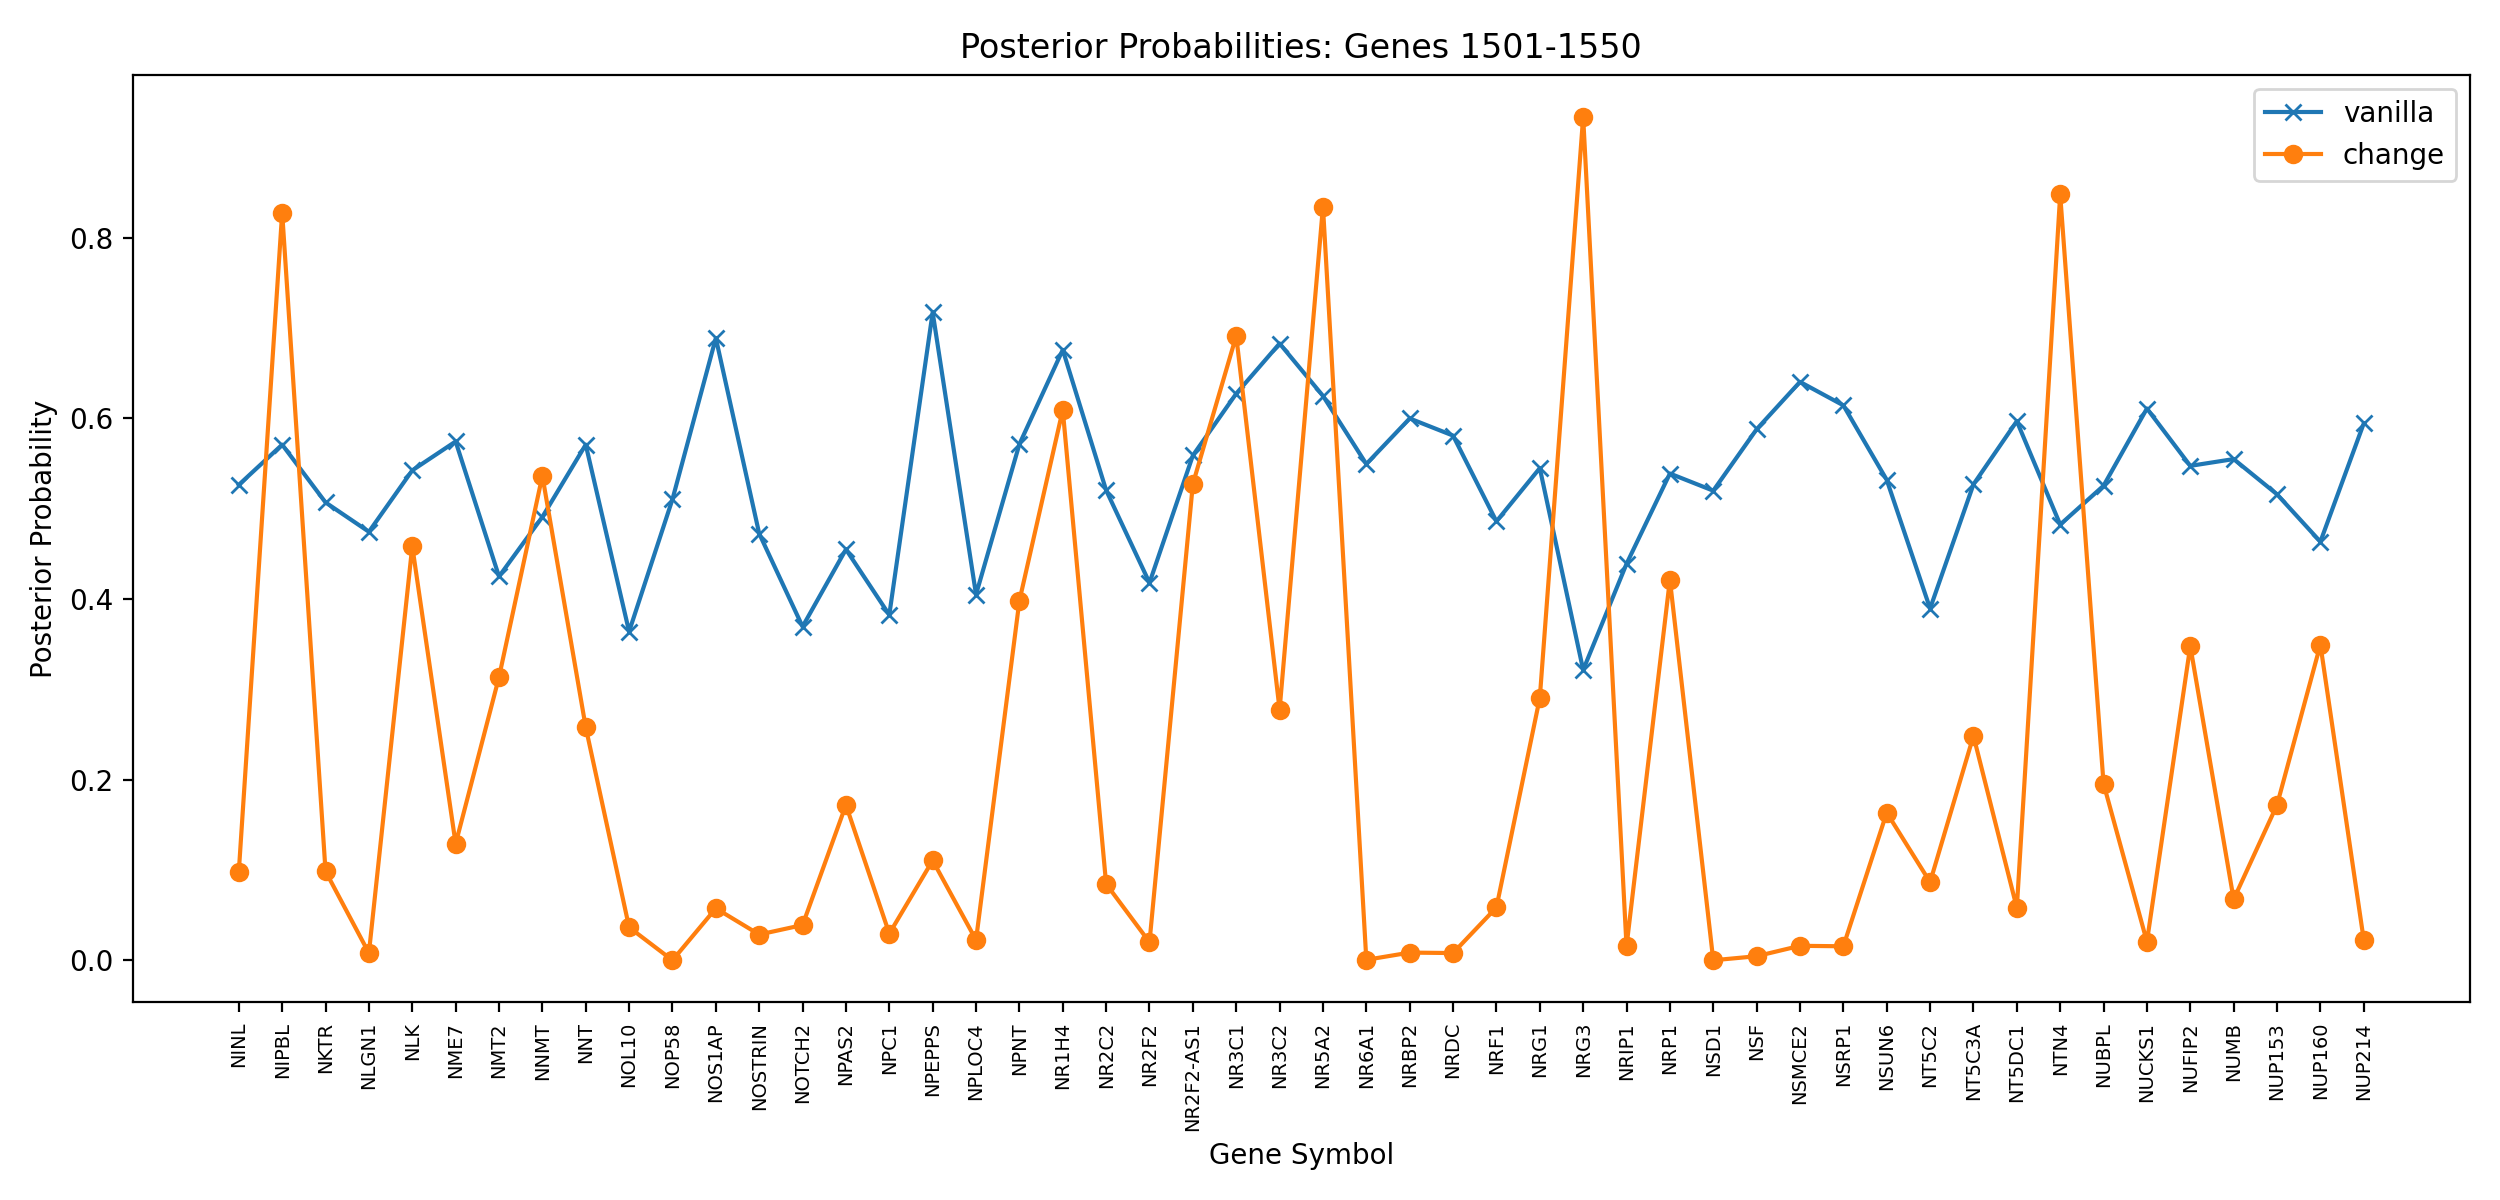 Posterior Probabilities: Genes 1501-1550
vanilla
change
Posterior Probability
0.8
0.6
0.4
0.2
0.0
NINL
NIPBL
NKTR
NLGN1
NLK
NME7
NMT2
NNMT
NNT
NOL10
NOP58
NOS1AP
NOSTRIN
NOTCH2
NPAS2
NPC1
NPEPPS
NPLOC4
NPNT
NR1H4
NR2C2
NR2F2
NR2F2-AS1
NR3C1
NR3C2
NR5A2
NR6A1
NRBP2
NRDC
NRF1
NRG1
NRG3
NRIP1
NRP1
NSD1
NSF
NSMCE2
NSRP1
NSUN6
NT5C2
NT5C3A
NT5DC1
NTN4
NUBPL
NUCKS1
NUFIP2
NUMB
NUP153
NUP160
NUP214
Gene Symbol